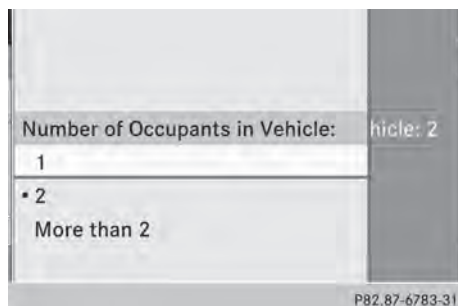 Number of Occupants in Vehicle: hicle: 2
1
• 2
More than 2
P82.87-6783-31